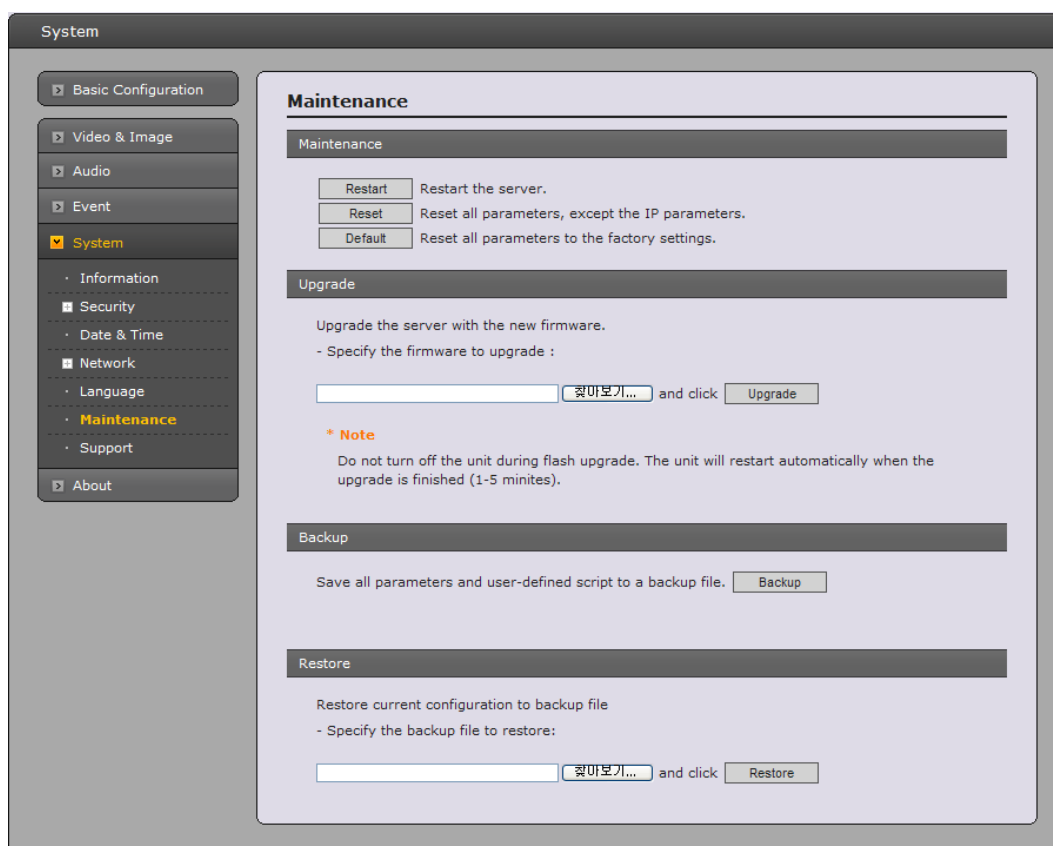 System
Basic Configuration
Video & Image
Audio
Event
System
· Information
Security
· Date & Time
Network
· Language
· Maintenance
· Support
About
Maintenance
Maintenance
Restart Restart the server.
Reset Reset all parameters, except the IP parameters.
Default Reset all parameters to the factory settings.
Upgrade
Upgrade the server with the new firmware.
- Specify the firmware to upgrade :
찾아보기... and click Upgrade
* Note
Do not turn off the unit during flash upgrade. The unit will restart automatically when the
upgrade is finished (1-5 minites).
Backup
Save all parameters and user-defined script to a backup file. Backup
Restore
Restore current configuration to backup file
- Specify the backup file to restore:
찾아보기... and click Restore